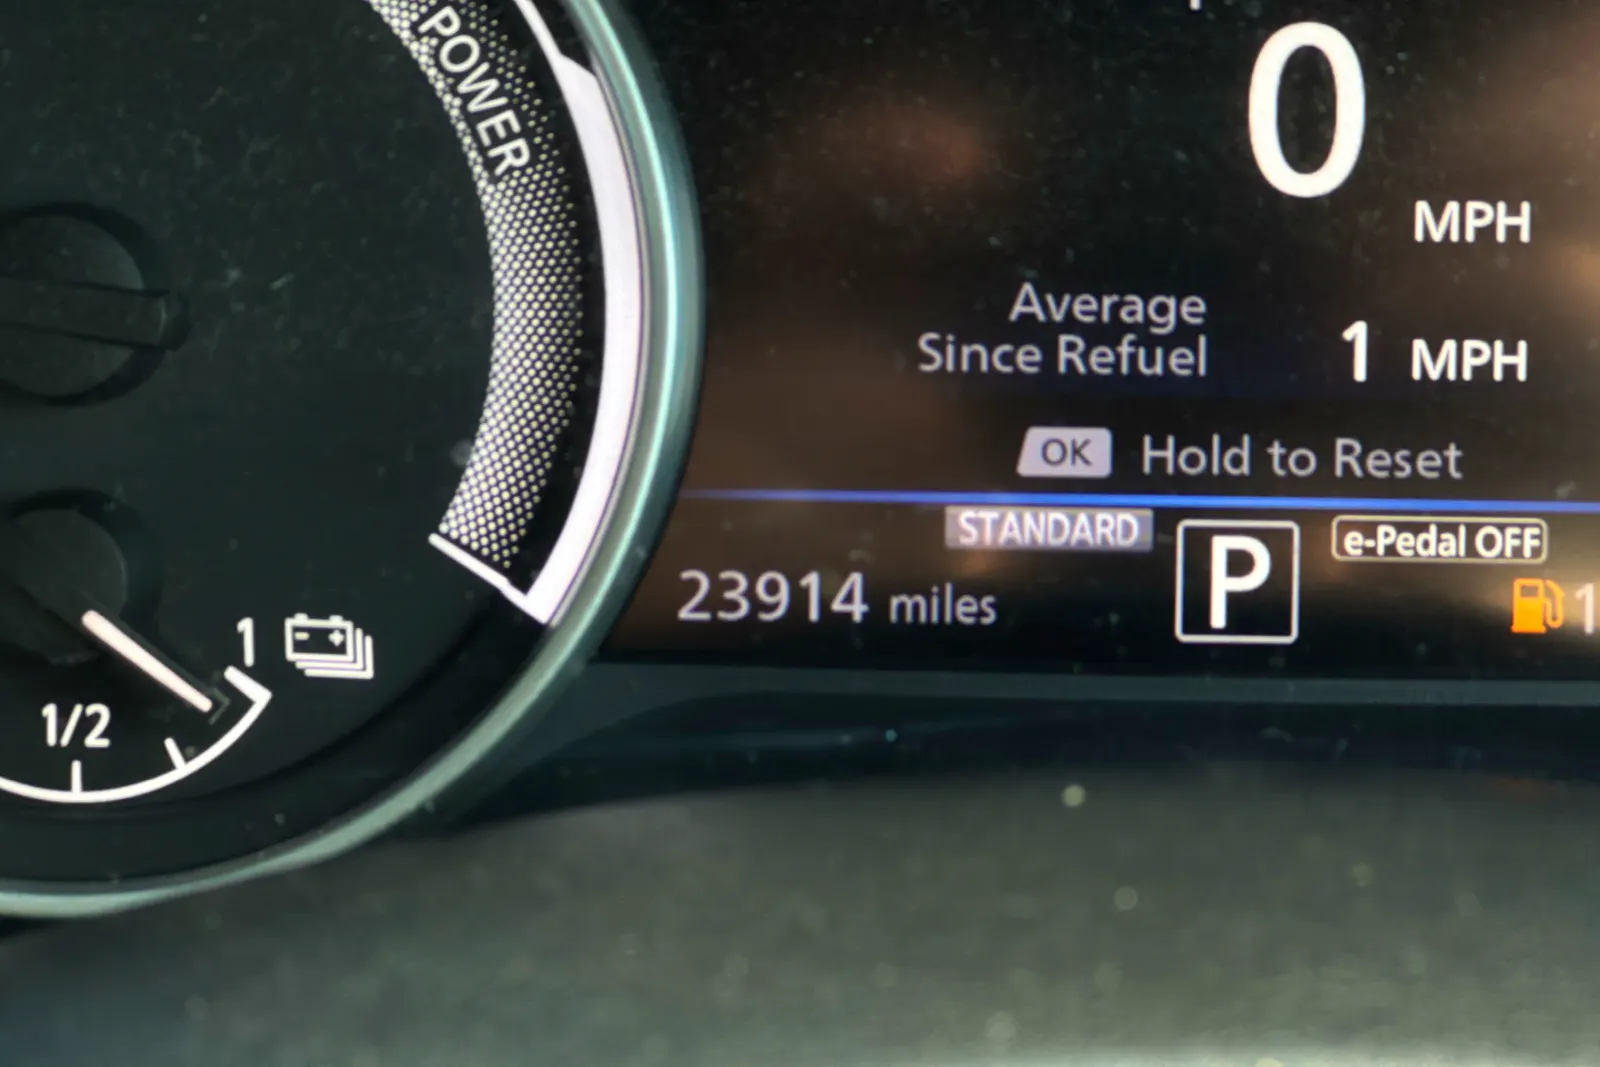 POWER
0
MPH
Average
Since Refuel
1 MPH
OK Hold to Reset
STANDARD
P
e-Pedal OFF
23914 miles
1
1
1/2